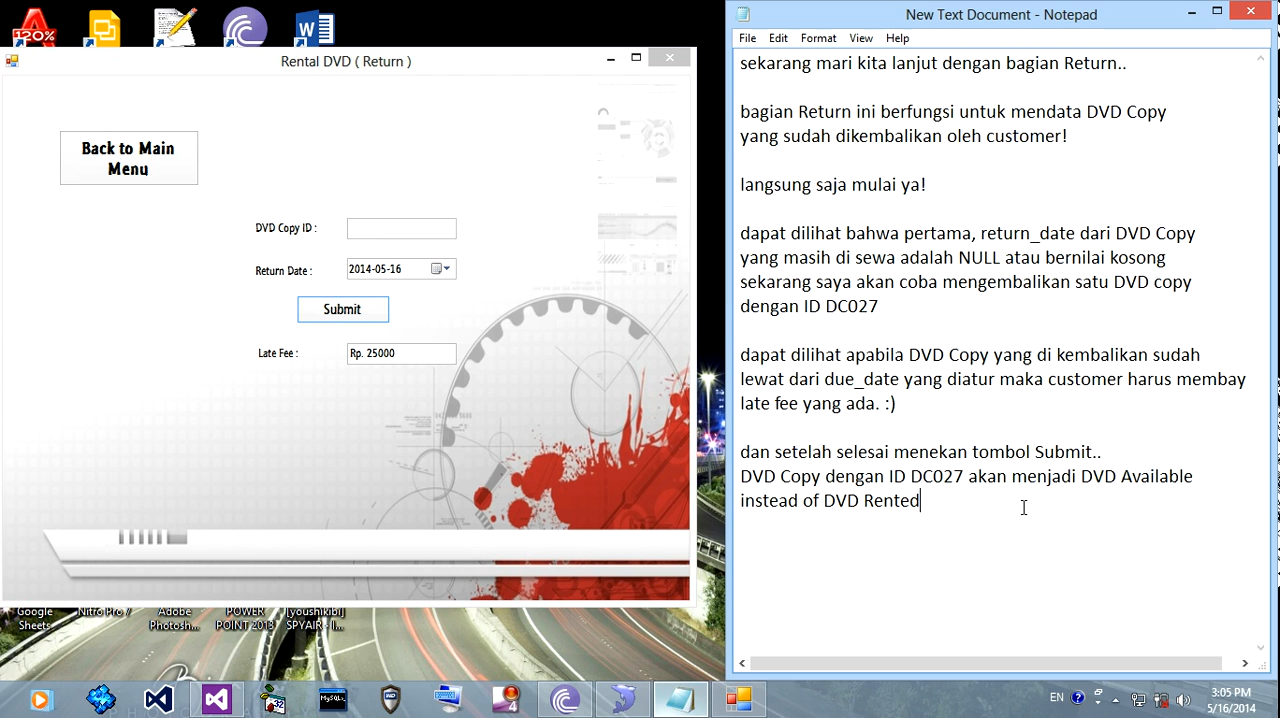 120%
Rental DVD ( Return )
Back to Main
Menu
DVD Copy ID :
Return Date :
2014-05-16
Submit
Late Fee :
Rp. 25000
Google
Sheets
Nitro Pro 7
Adobe
Photosh...
POWER
POINT 2013
[youshikibi]
SPYAIR - I...
New Text Document - Notepad
File Edit Format View Help
sekarang mari kita lanjut dengan bagian Return..
bagian Return ini berfungsi untuk mendata DVD Copy
yang sudah dikembalikan oleh customer!
langsung saja mulai ya!
dapat dilihat bahwa pertama, return_date dari DVD Copy
yang masih di sewa adalah NULL atau bernilai kosong
sekarang saya akan coba mengembalikan satu DVD copy
dengan ID DC027
dapat dilihat apabila DVD Copy yang di kembalikan sudah
lewat dari due_date yang diatur maka customer harus membay
late fee yang ada. :)
dan setelah selesai menekan tombol Submit..
DVD Copy dengan ID DC027 akan menjadi DVD Available
instead of DVD Rented
MySQL
EN
3:05 PM
5/16/2014